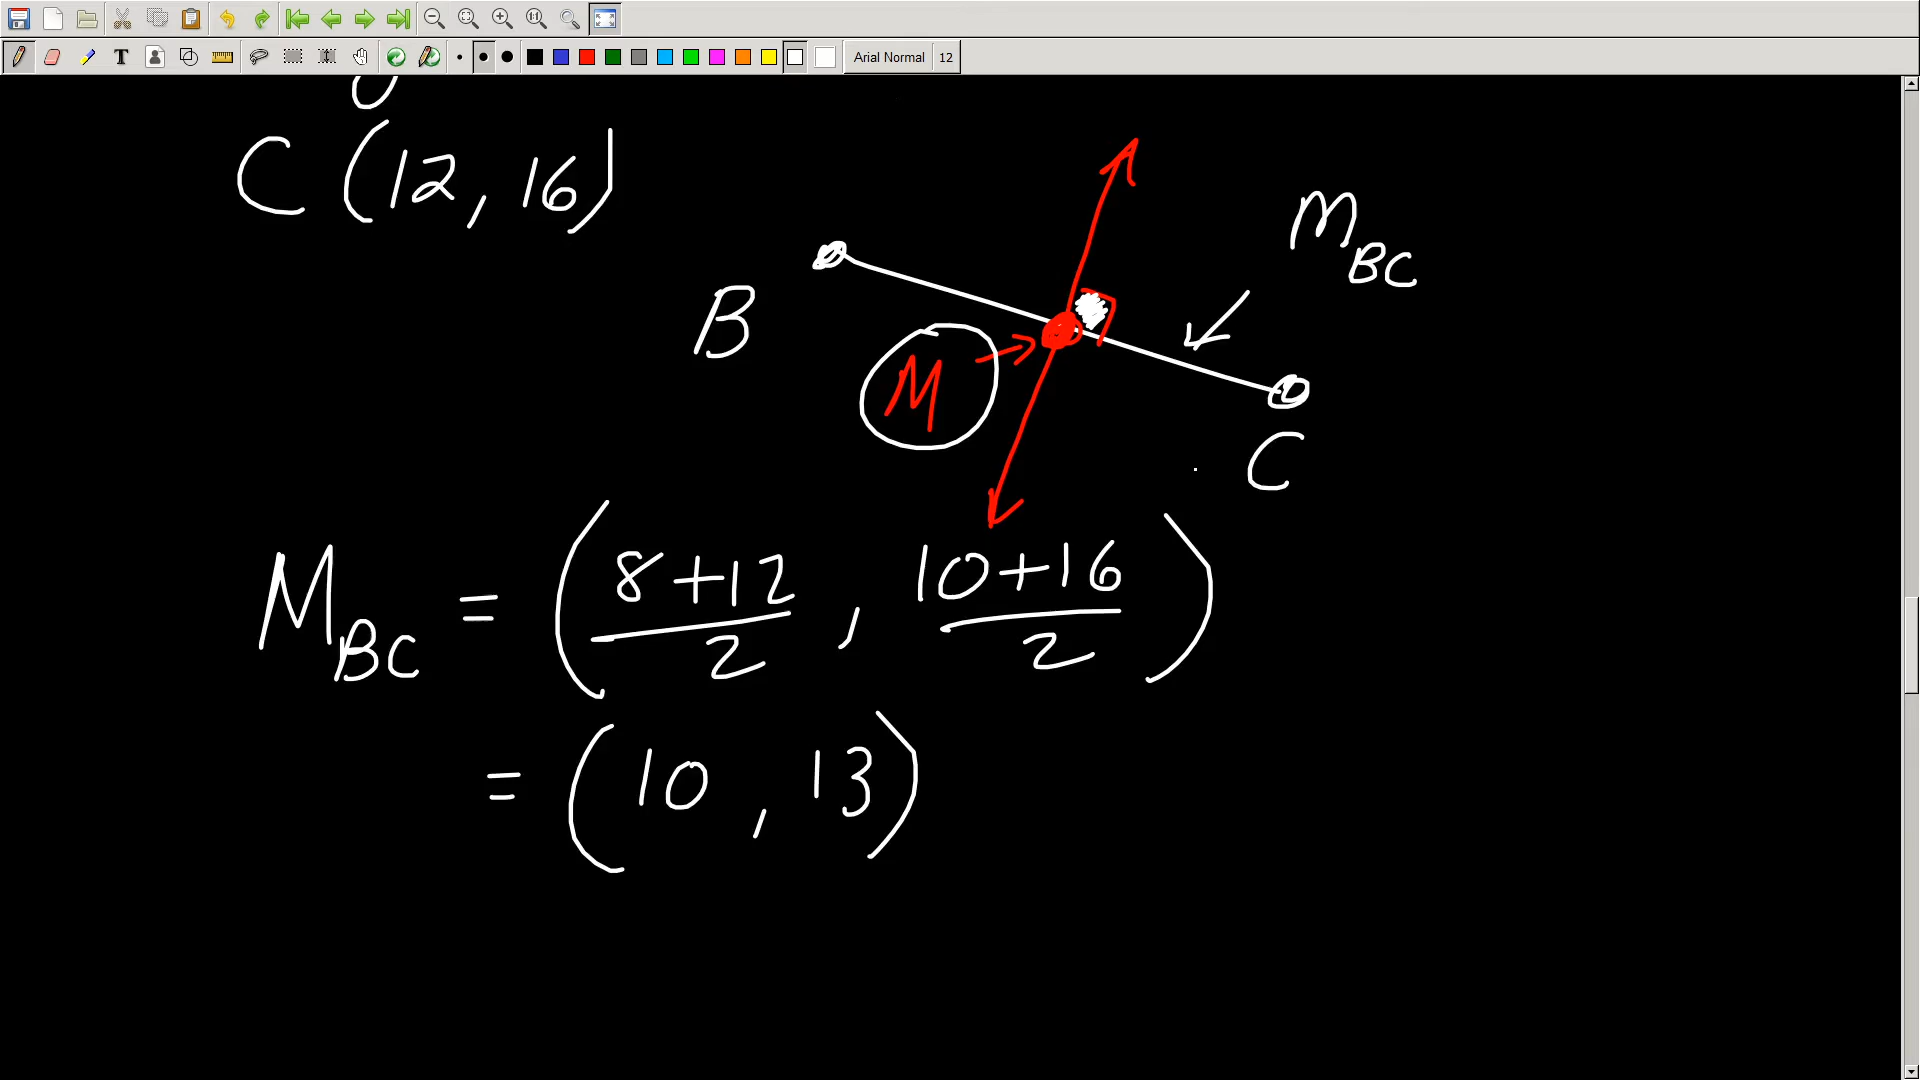 Arial Normal 12
C (12, 16)
m BC
B
M
C
M BC = ( 8+12 / 2 , 10+16 / 2 )
= ( 10 , 13 )